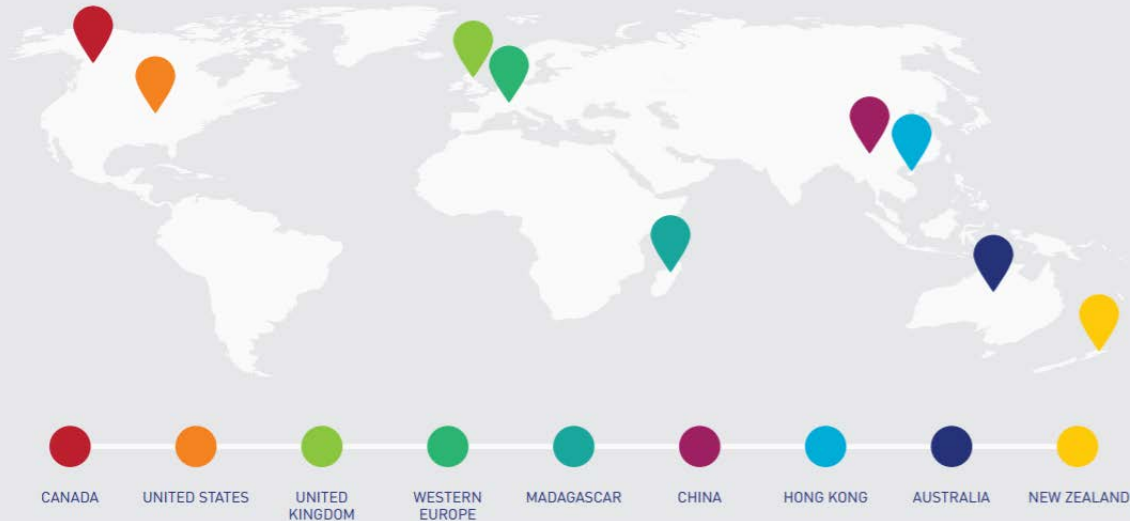 CANADA
UNITED STATES
UNITED
KINGDOM
WESTERN
EUROPE
MADAGASCAR
CHINA
HONG KONG
AUSTRALIA
NEW ZEALAND